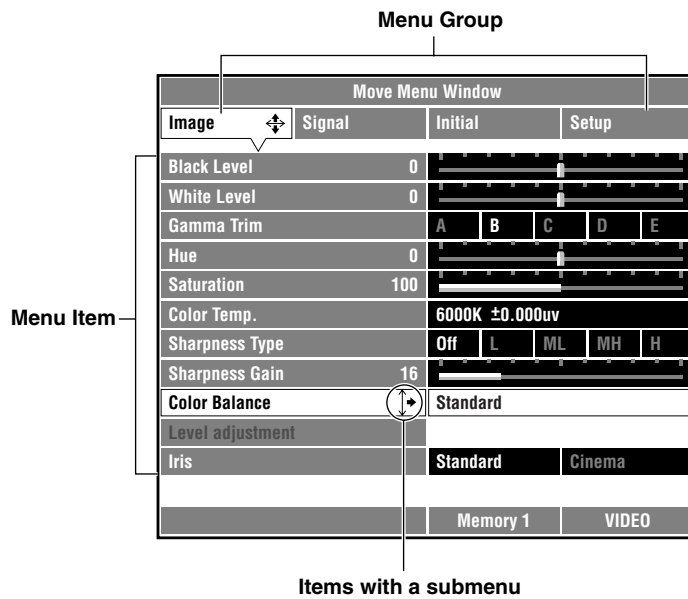 Menu Group
Move Menu Window
Image Signal Initial Setup
Black Level 0
White Level 0
Gamma Trim A B C D E
Hue 0
Saturation 100
Menu Item
Color Temp. 6000K ±0.000uv
Sharpness Type Off L ML MH H
Sharpness Gain 16
Color Balance Standard
Level adjustment
Iris Standard Cinema
Memory 1 VIDEO
Items with a submenu